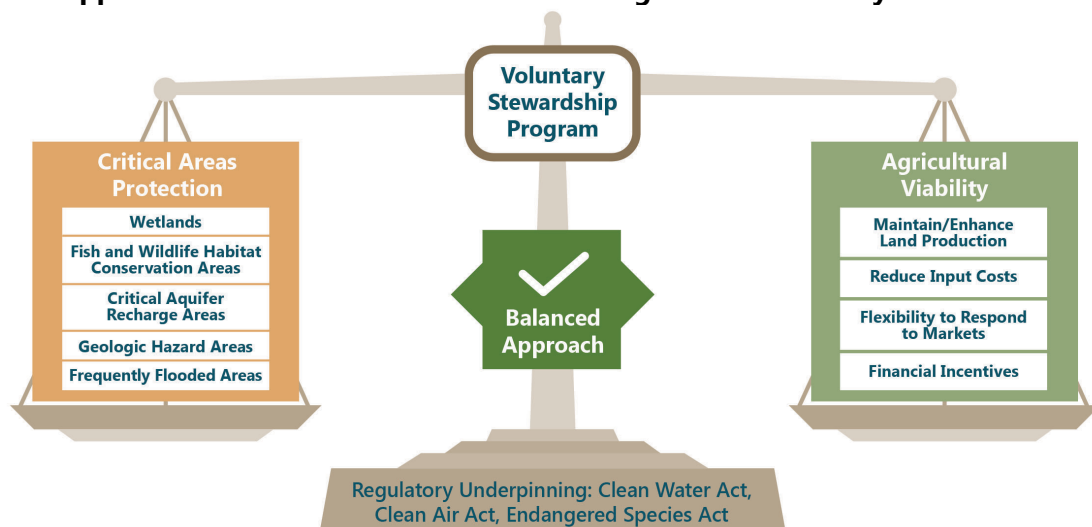 Voluntary
Stewardship
Program
Critical Areas
Protection
Wetlands
Fish and Wildlife Habitat
Conservation Areas
Critical Aquifer
Recharge Areas
Geologic Hazard Areas
Frequently Flooded Areas
Balanced
Approach
Agricultural
Viability
Maintain/Enhance
Land Production
Reduce Input Costs
Flexibility to Respond
to Markets
Financial Incentives
Regulatory Underpinning: Clean Water Act,
Clean Air Act, Endangered Species Act